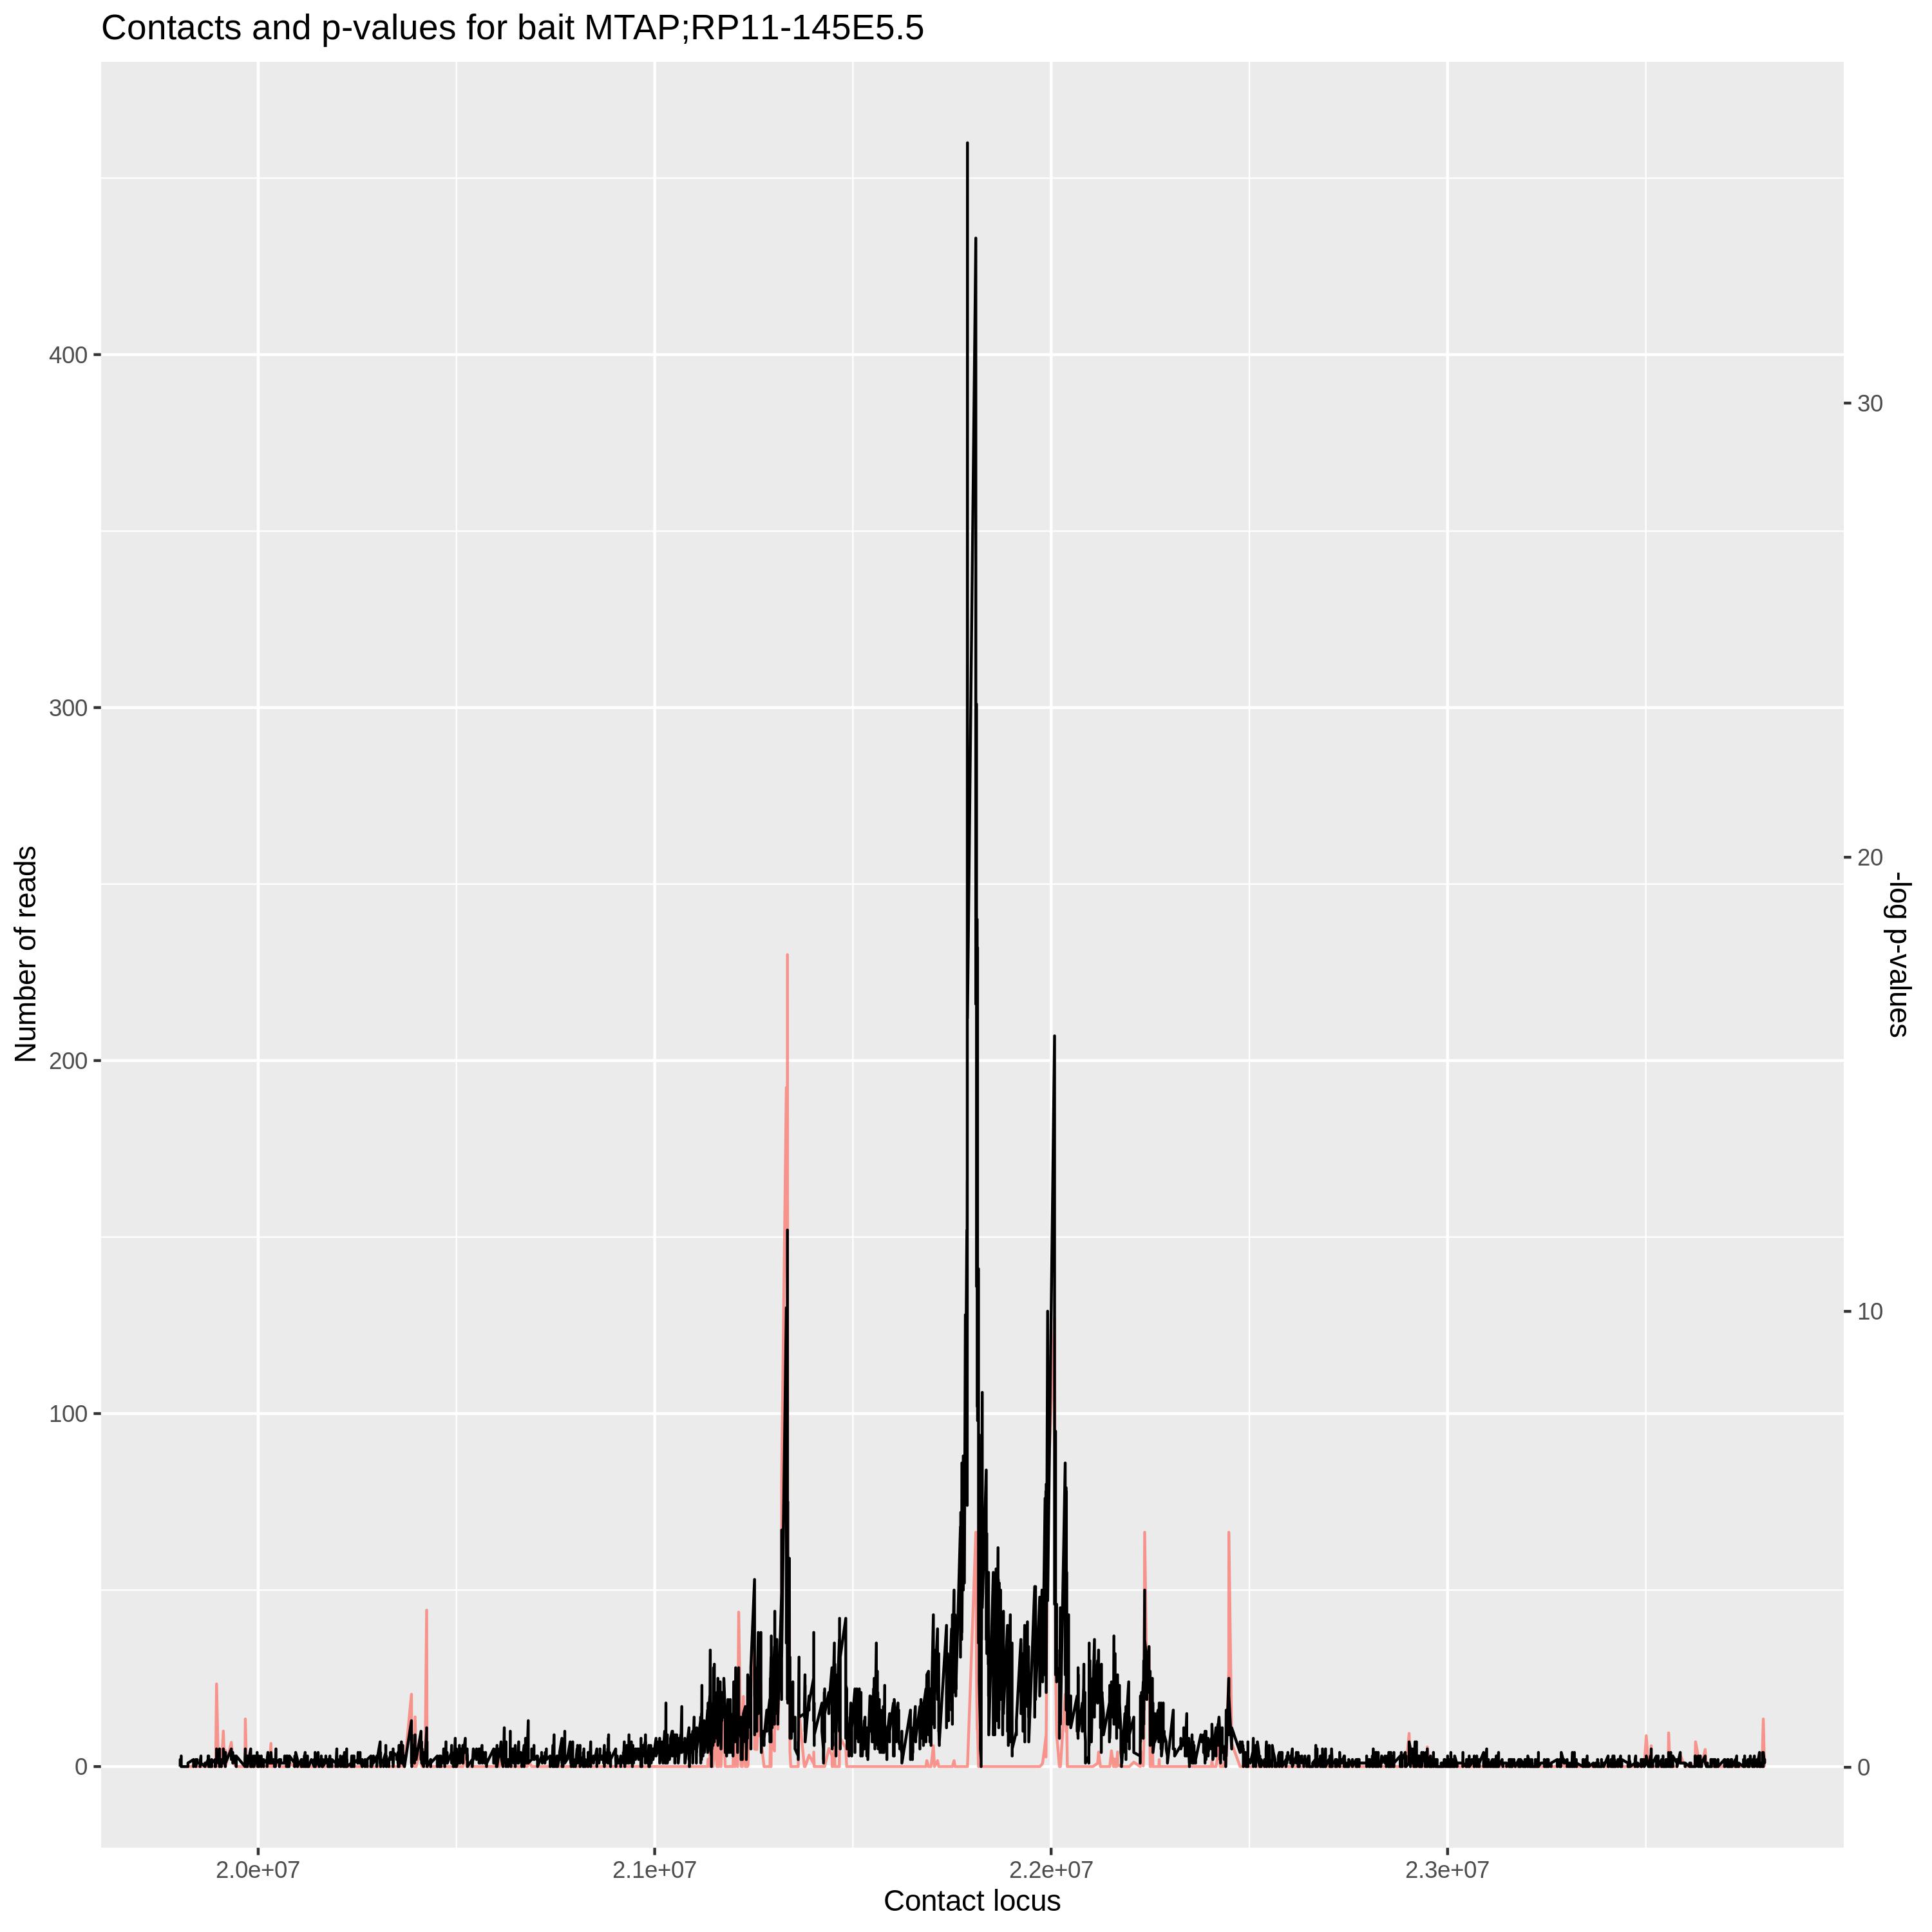 Contacts and p-values for bait MTAP;RP11-145E5.5
400
300
200
100
0
Number of reads
30
20
10
0
-log p-values
2.0e+07
2.1e+07
2.2e+07
2.3e+07
Contact locus